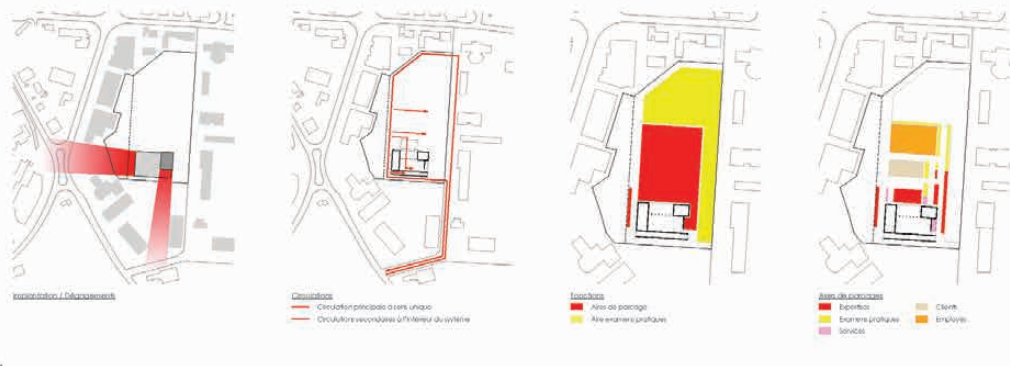 Implantation / Dégagements
Circulations
Circulation principale à sens unique
Circulations secondaires à l'intérieur du système
Fonctions
Aires de parcage
Aire examens pratiques
Aires de parcages
Expertises
Clients
Examens pratiques
Employés
Services